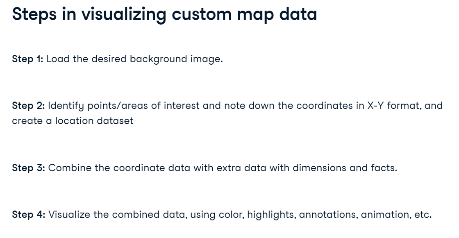 Steps in visualizing custom map data
Step 1: Load the desired background image.
Step 2: Identify points/areas of interest and note down the coordinates in X-Y format, and
create a location dataset
Step 3: Combine the coordinate data with extra data with dimensions and facts.
Step 4: Visualize the combined data, using color, highlights, annotations, animation, etc.